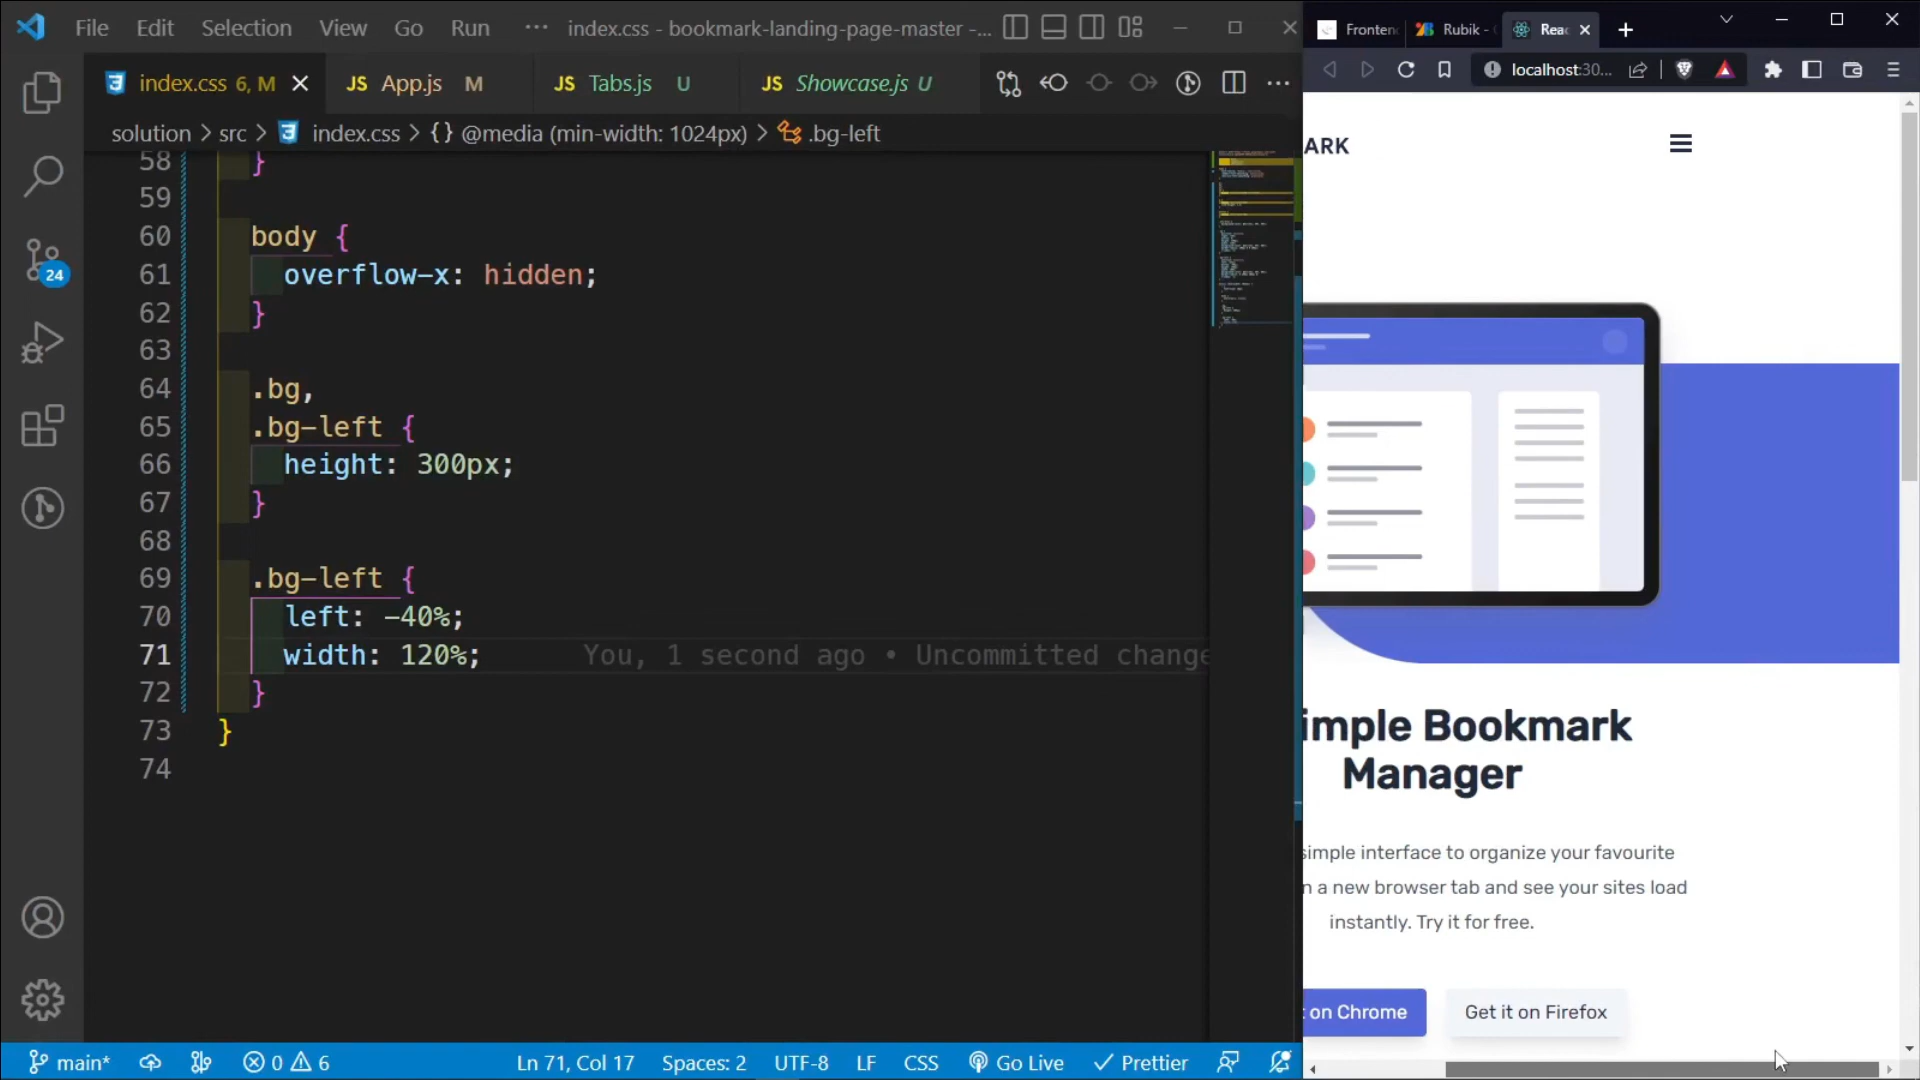 File Edit Selection View Go Run ··· index.css - bookmark-landing-page-master -...
index.css 6, M
JS App.js M
JS Tabs.js U
JS Showcase.js U
solution > src > index.css > {} @media (min-width: 1024px) > .bg-left
58 }
59
60 body {
61 overflow-x: hidden;
62 }
63
64 .bg,
65 .bg-left {
66 height: 300px;
67 }
68
69 .bg-left {
70 left: -40%;
71 width: 120%; You, 1 second ago • Uncommitted change
72 }
73 }
74
24
main* 0 6 Ln 71, Col 17 Spaces: 2 UTF-8 LF CSS Go Live Prettier
Fronten
Rubik -
Reac
localhost:30...
ARK
imple Bookmark
Manager
simple interface to organize your favourite
n a new browser tab and see your sites load
instantly. Try it for free.
t on Chrome
Get it on Firefox